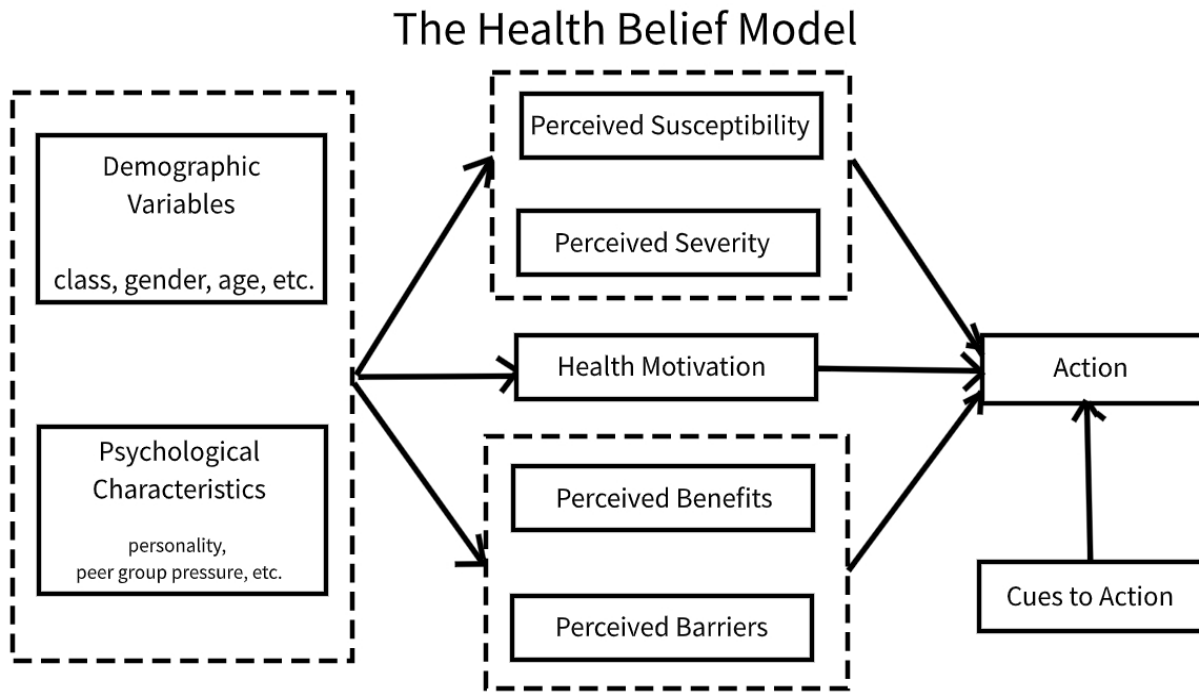 The Health Belief Model
Demographic
Variables
class, gender, age, etc.
Psychological
Characteristics
personality,
peer group pressure, etc.
Perceived Susceptibility
Perceived Severity
Health Motivation
Perceived Benefits
Perceived Barriers
Action
Cues to Action